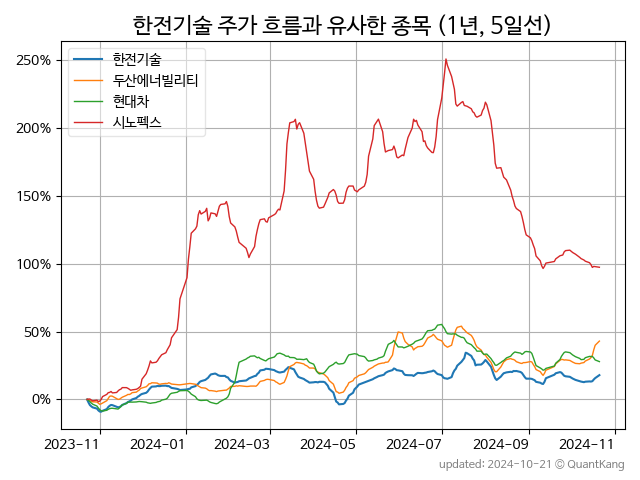 한전기술 주가 흐름과 유사한 종목 (1년, 5일선)
한전기술
두산에너빌리티
현대차
시노펙스
250%
200%
150%
100%
50%
0%
2023-11 2024-01 2024-03 2024-05 2024-07 2024-09 2024-11
updated: 2024-10-21 © QuantKang